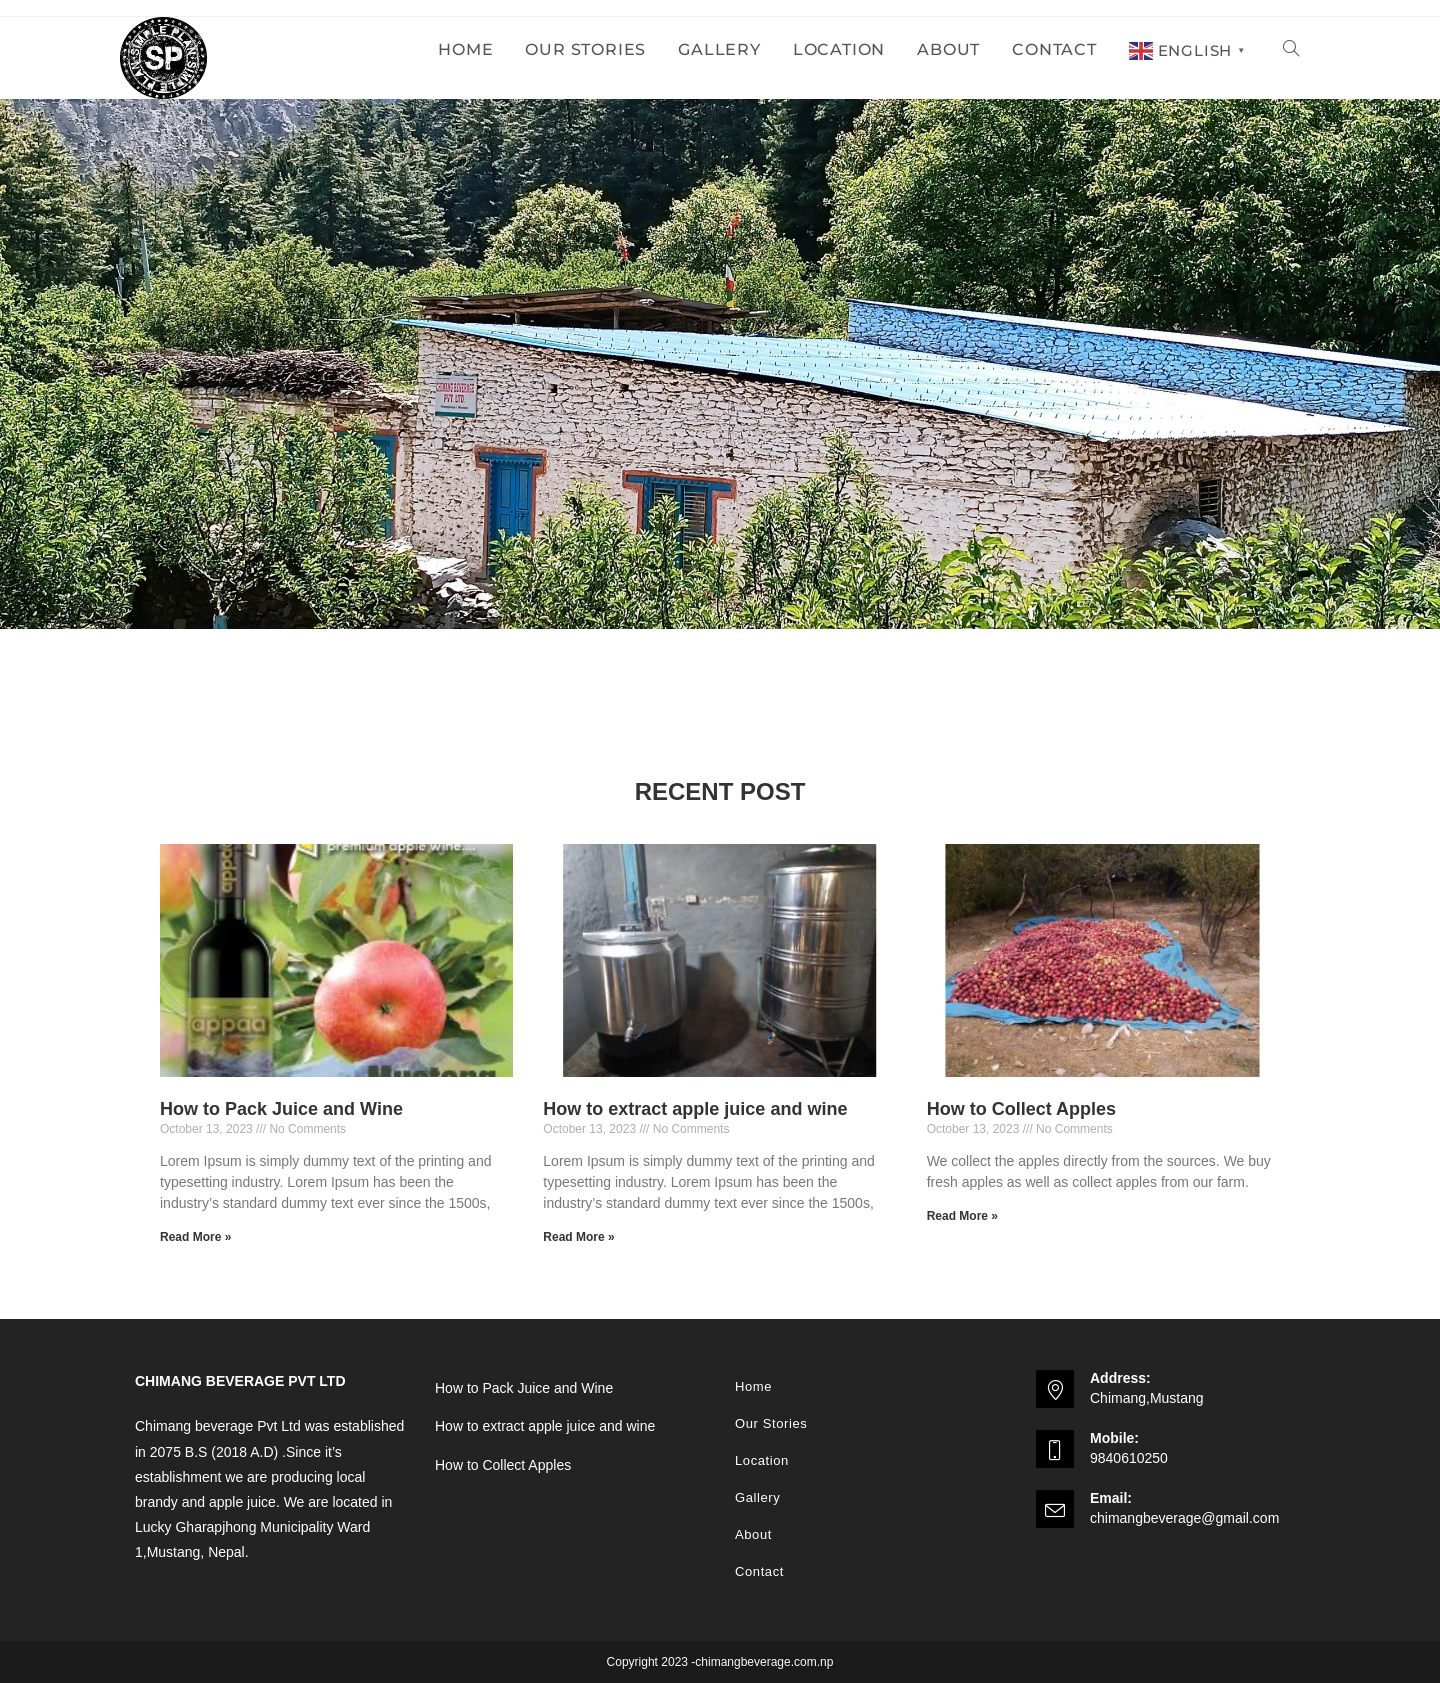 SIMPLE PLAN · SIMPLE PLAN ·
SP
HOME
OUR STORIES
GALLERY
LOCATION
ABOUT
CONTACT
ENGLISH ▼
CHIMANG BEVERAGE
PVT. LTD.
RECENT POST
appaa
premium apple wine....
appaa
Mustang
How to Pack Juice and Wine
October 13, 2023 /// No Comments
Lorem Ipsum is simply dummy text of the printing and
typesetting industry. Lorem Ipsum has been the
industry’s standard dummy text ever since the 1500s,
Read More »
How to extract apple juice and wine
October 13, 2023 /// No Comments
Lorem Ipsum is simply dummy text of the printing and
typesetting industry. Lorem Ipsum has been the
industry’s standard dummy text ever since the 1500s,
Read More »
How to Collect Apples
October 13, 2023 /// No Comments
We collect the apples directly from the sources. We buy
fresh apples as well as collect apples from our farm.
Read More »
CHIMANG BEVERAGE PVT LTD
Chimang beverage Pvt Ltd was established
in 2075 B.S (2018 A.D) .Since it’s
establishment we are producing local
brandy and apple juice. We are located in
Lucky Gharapjhong Municipality Ward
1,Mustang, Nepal.
How to Pack Juice and Wine
How to extract apple juice and wine
How to Collect Apples
Home
Our Stories
Location
Gallery
About
Contact
Address:
Chimang,Mustang
Mobile:
9840610250
Email:
chimangbeverage@gmail.com
Copyright 2023 -chimangbeverage.com.np